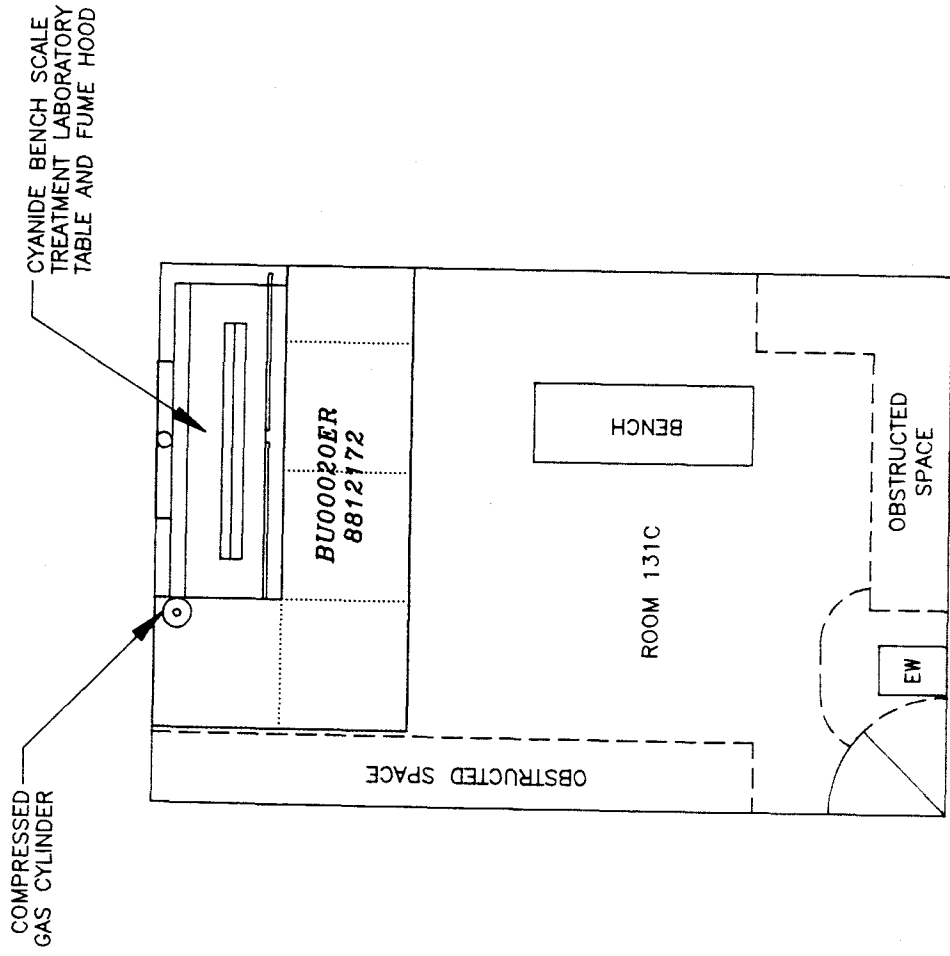 COMPRESSED
GAS CYLINDER
CYANIDE BENCH SCALE
TREATMENT LABORATORY
TABLE AND FUME HOOD
BU00020ER
8812172
BENCH
ROOM 131C
OBSTRUCTED SPACE
OBSTRUCTED
SPACE
EW